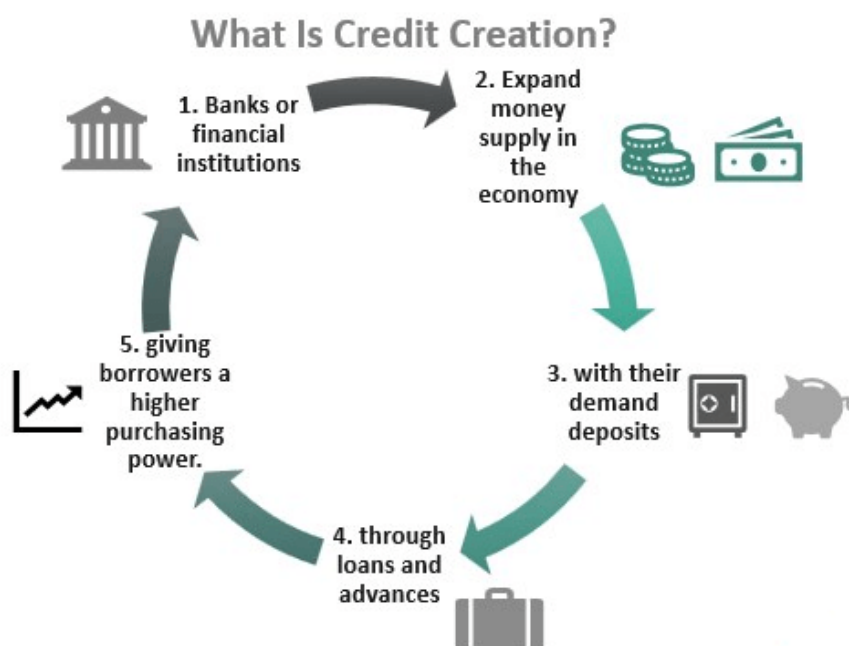 What Is Credit Creation?
1. Banks or
financial
institutions
2. Expand
money
supply in
the
economy
3. with their
demand
deposits
4. through
loans and
advances
5. giving
borrowers a
higher
purchasing
power.